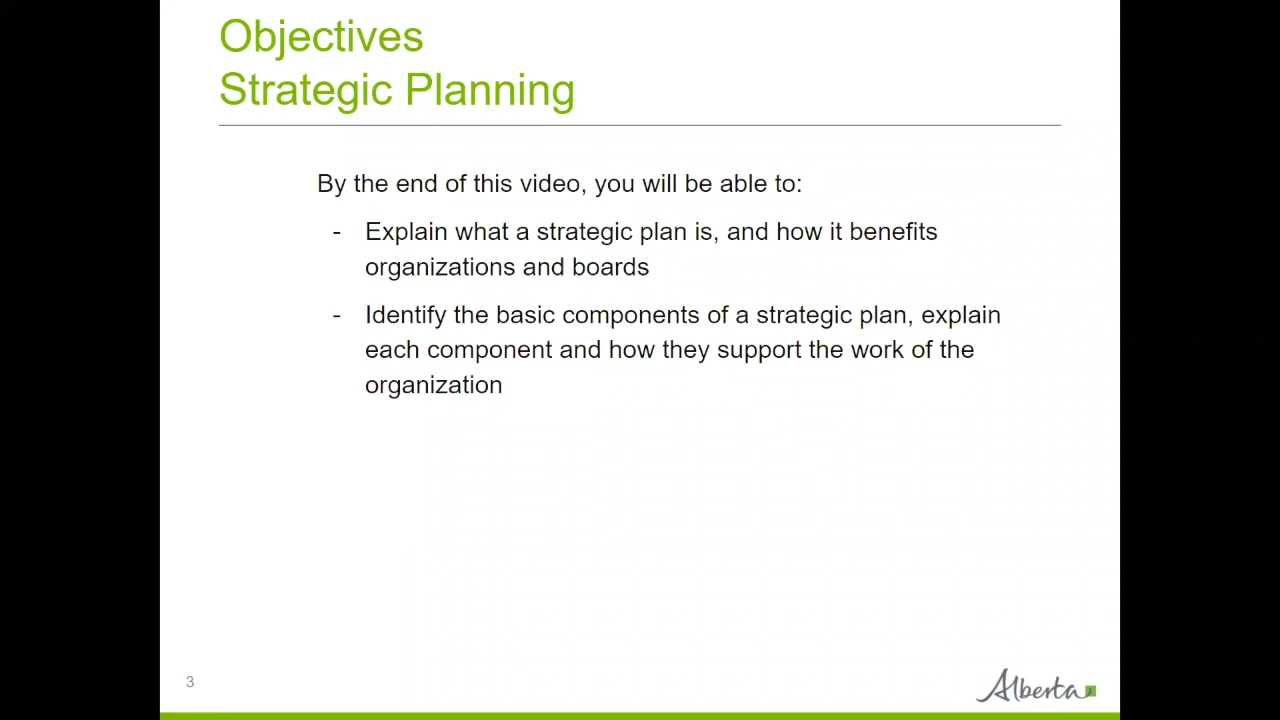 Objectives
Strategic Planning
By the end of this video, you will be able to:
- Explain what a strategic plan is, and how it benefits
organizations and boards
- Identify the basic components of a strategic plan, explain
each component and how they support the work of the
organization
3
Alberta